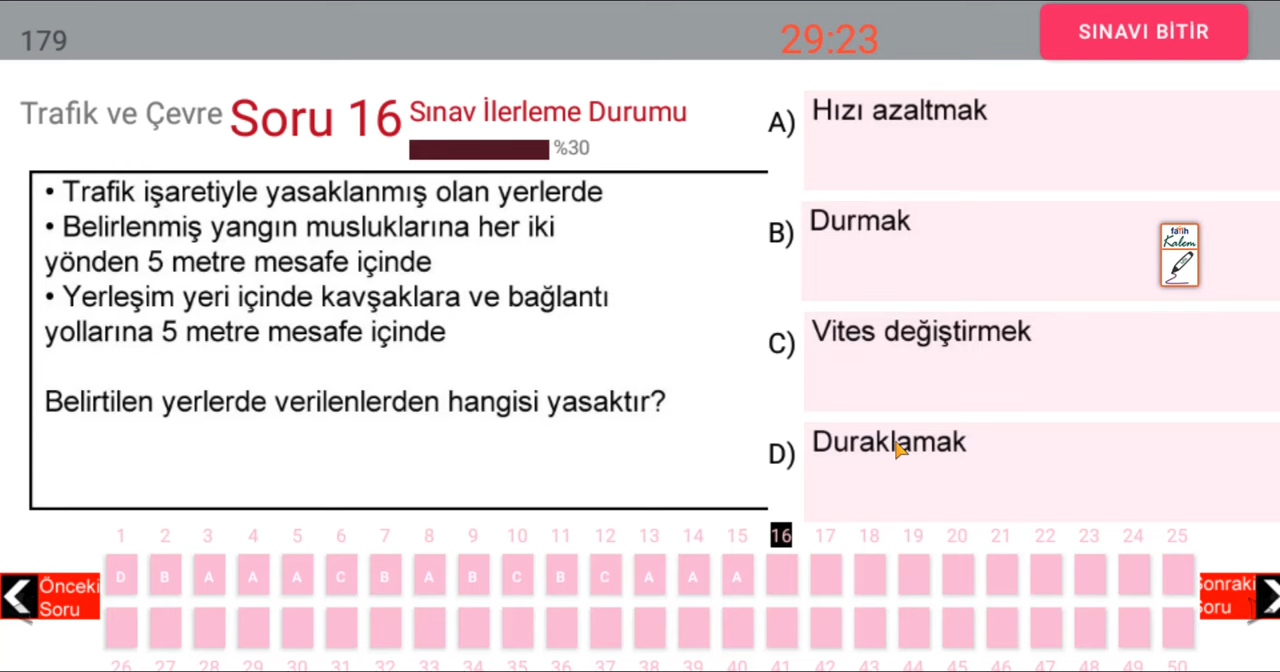 179
29:23
SINAVI BİTİR
Trafik ve Çevre
Soru 16
Sınav İlerleme Durumu
%30
• Trafik işaretiyle yasaklanmış olan yerlerde
• Belirlenmiş yangın musluklarına her iki
yönden 5 metre mesafe içinde
• Yerleşim yeri içinde kavşaklara ve bağlantı
yollarına 5 metre mesafe içinde
Belirtilen yerlerde verilenlerden hangisi yasaktır?
A) Hızı azaltmak
B) Durmak
fatih
Kalem
C) Vites değiştirmek
D) Duraklamak
1 2 3 4 5 6 7 8 9 10 11 12 13 14 15 16 17 18 19 20 21 22 23 24 25
D B A A A C B A B C B C A A A
Önceki
Soru
Sonraki
Soru
26 27 28 29 30 31 32 33 34 35 36 37 38 39 40 41 42 43 44 45 46 47 48 49 50